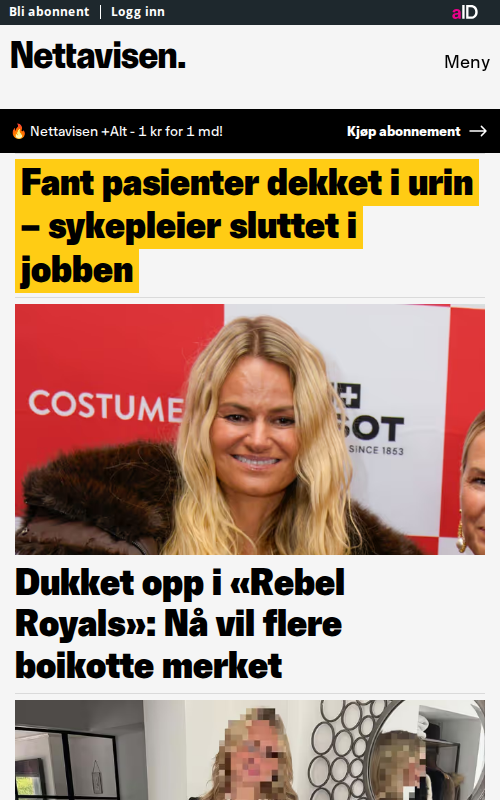 Bli abonnent | Logg inn
aID
Nettavisen.
Meny
🔥 Nettavisen +Alt - 1 kr for 1 md!
Kjøp abonnement →
Fant pasienter dekket i urin
– sykepleier sluttet i
jobben
COSTUME
SINCE 1853
Dukket opp i «Rebel
Royals»: Nå vil flere
boikotte merket